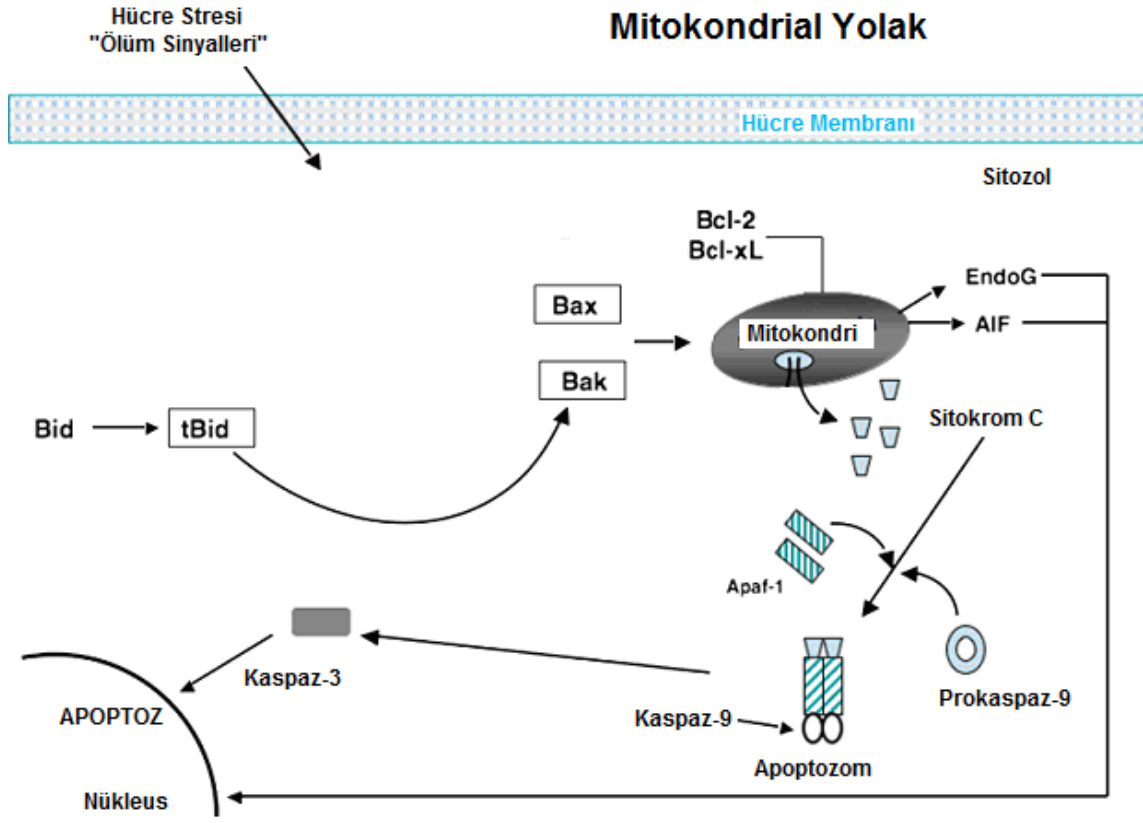 Hücre Stresi
"Ölüm Sinyalleri"
Mitokondrial Yolak
Hücre Membranı
Sitozol
Bcl-2
Bcl-xL
EndoG
Bax
Mitokondri
AIF
Bak
Bid
tBid
Sitokrom C
Apaf-1
Kaspaz-3
Prokaspaz-9
APOPTOZ
Kaspaz-9
Apoptozom
Nükleus